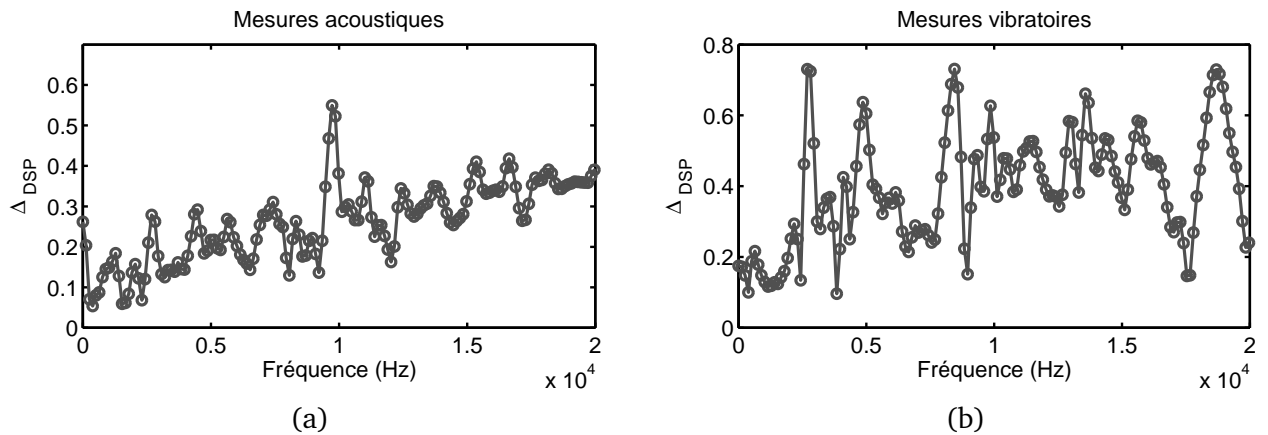 Mesures acoustiques
0.6
0.5
0.4
0.3
0.2
0.1
0
Δ_DSP
0 0.5 1 1.5 2
Fréquence (Hz)
x 10^4
(a)
Mesures vibratoires
0.8
0.6
0.4
0.2
0
Δ_DSP
0 0.5 1 1.5 2
Fréquence (Hz)
x 10^4
(b)